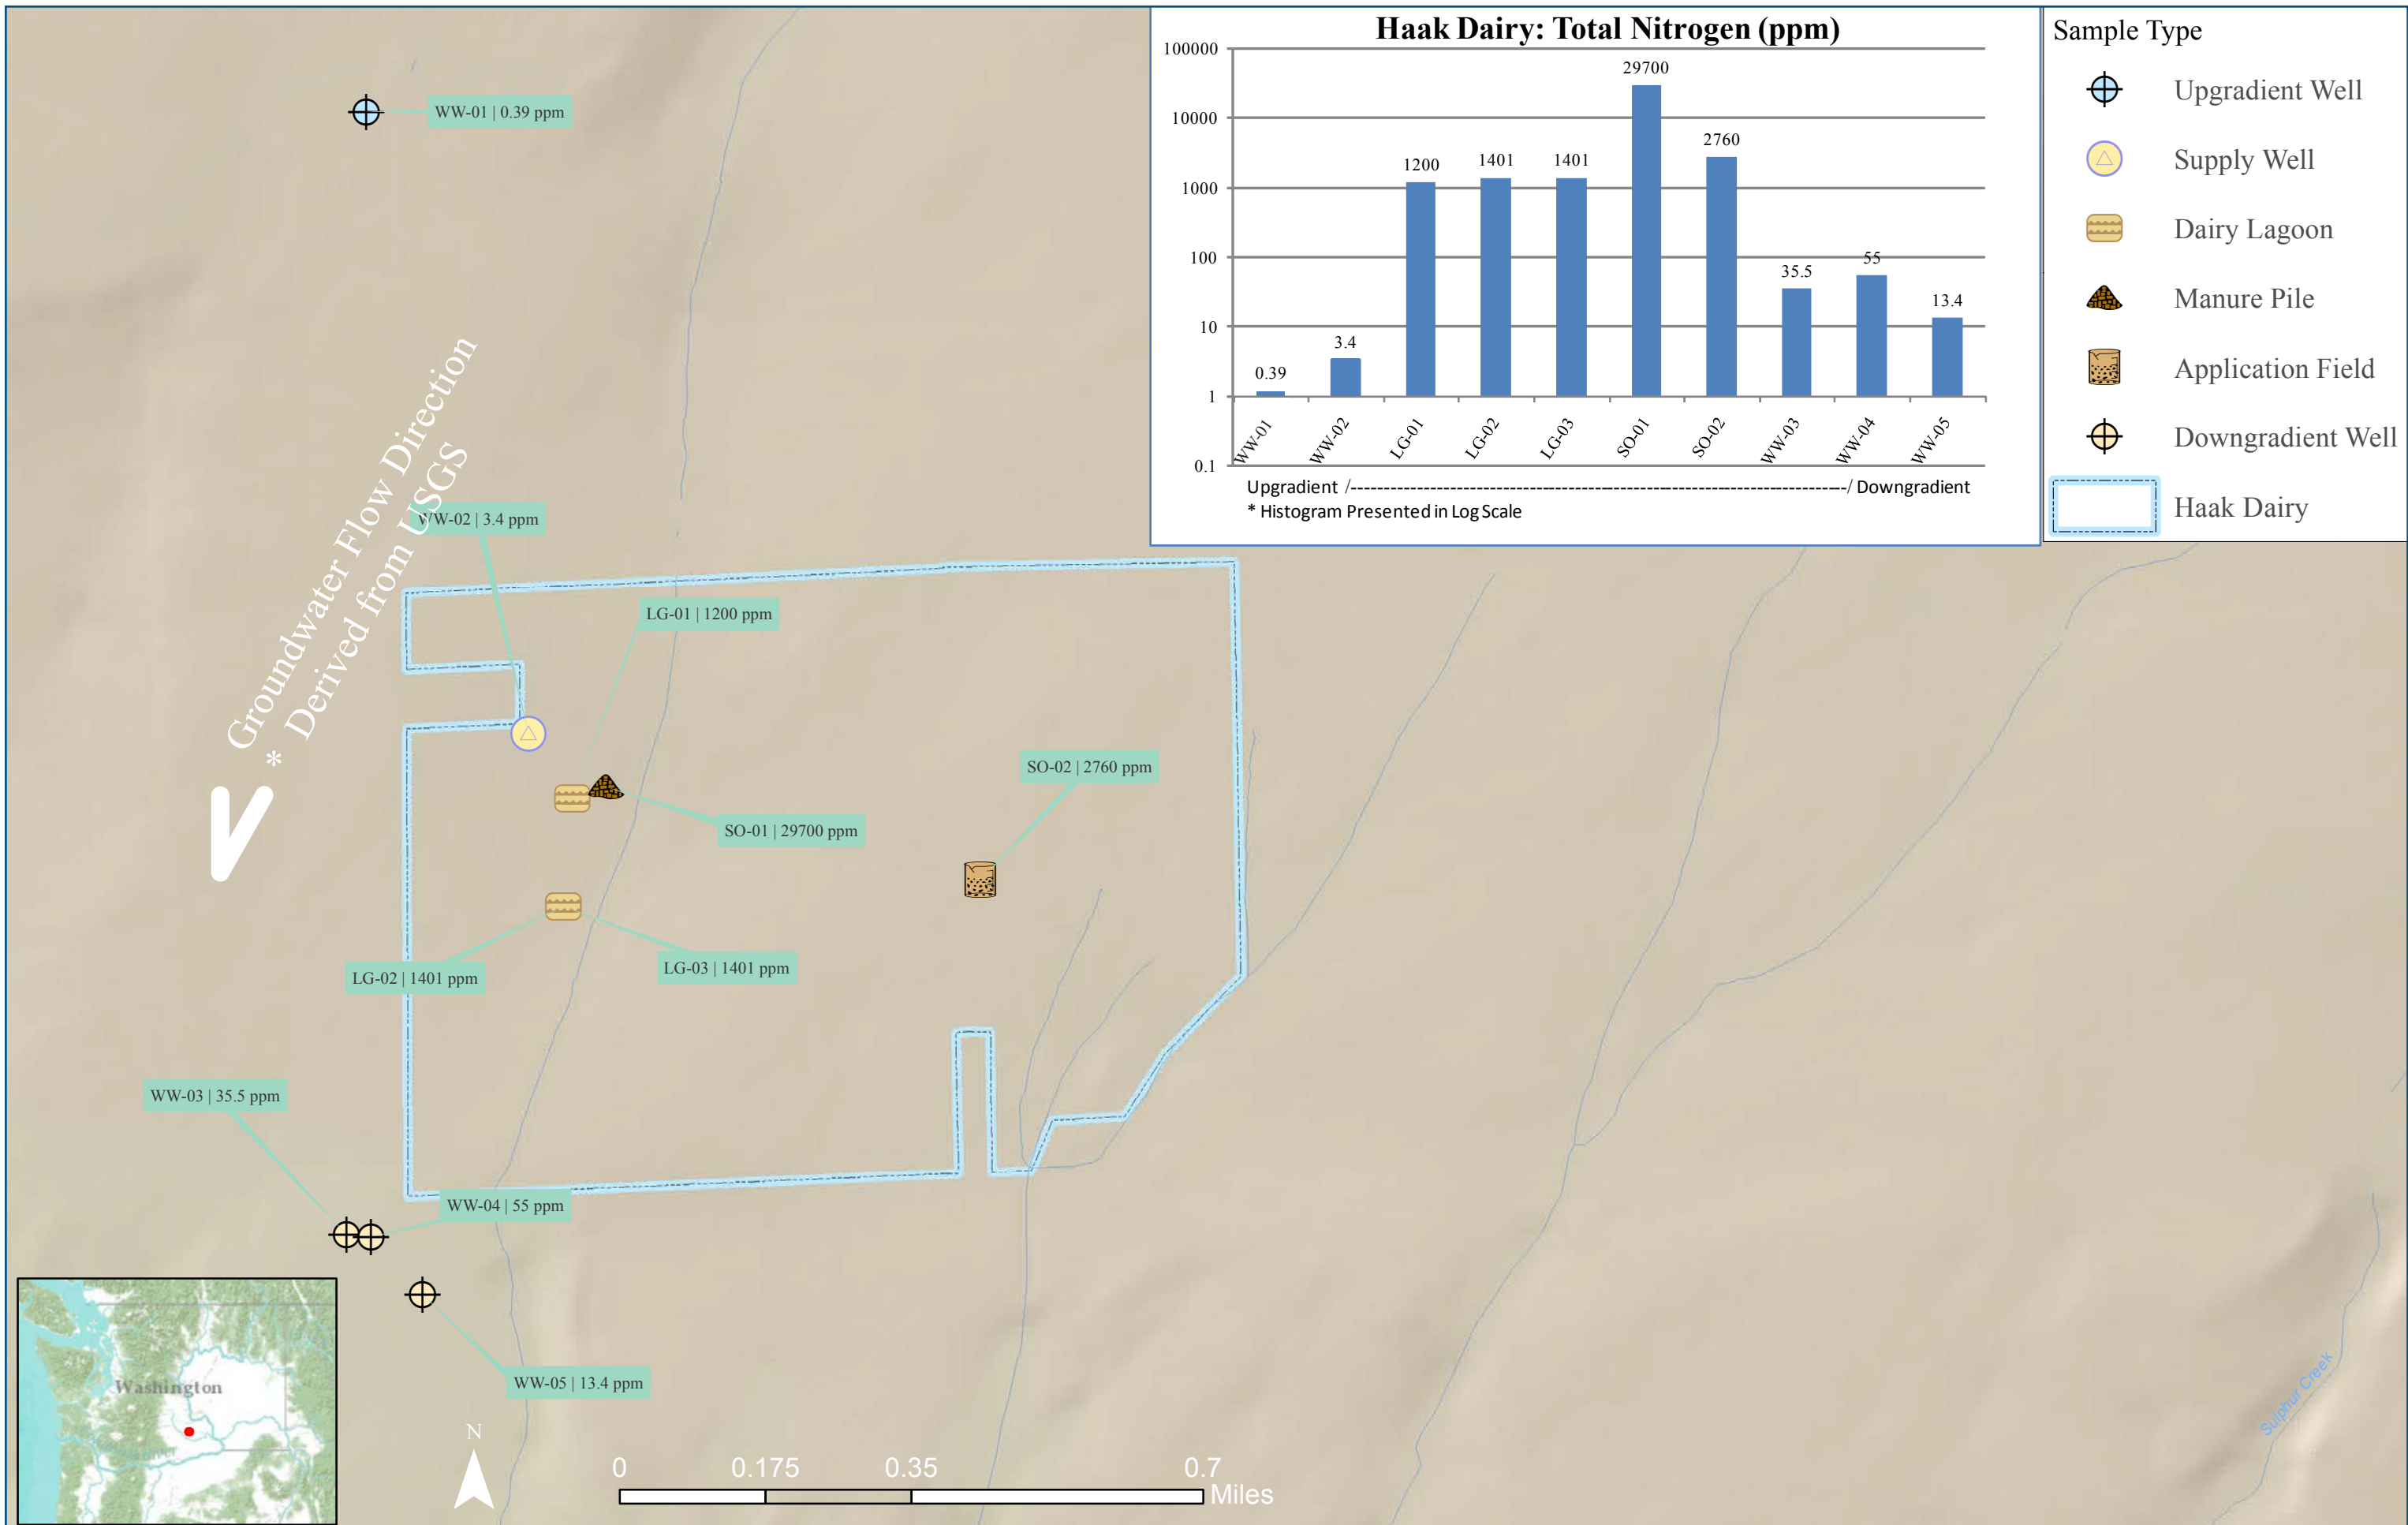 Haak Dairy: Total Nitrogen (ppm)
100000
10000
1000
100
10
1
0.1
0.39
3.4
1200
1401
1401
29700
2760
35.5
55
13.4
WW-01
WW-02
LG-01
LG-02
LG-03
SO-01
SO-02
WW-03
WW-04
WW-05
Upgradient /---------------------------------------------------------------------------/ Downgradient
* Histogram Presented in Log Scale
Sample Type
Upgradient Well
Supply Well
Dairy Lagoon
Manure Pile
Application Field
Downgradient Well
Haak Dairy
WW-01 | 0.39 ppm
Groundwater Flow Direction
* Derived from USGS
WW-02 | 3.4 ppm
LG-01 | 1200 ppm
SO-02 | 2760 ppm
SO-01 | 29700 ppm
LG-02 | 1401 ppm
LG-03 | 1401 ppm
WW-03 | 35.5 ppm
WW-04 | 55 ppm
WW-05 | 13.4 ppm
Washington
N
0 0.175 0.35 0.7
Miles
Sulphur Creek